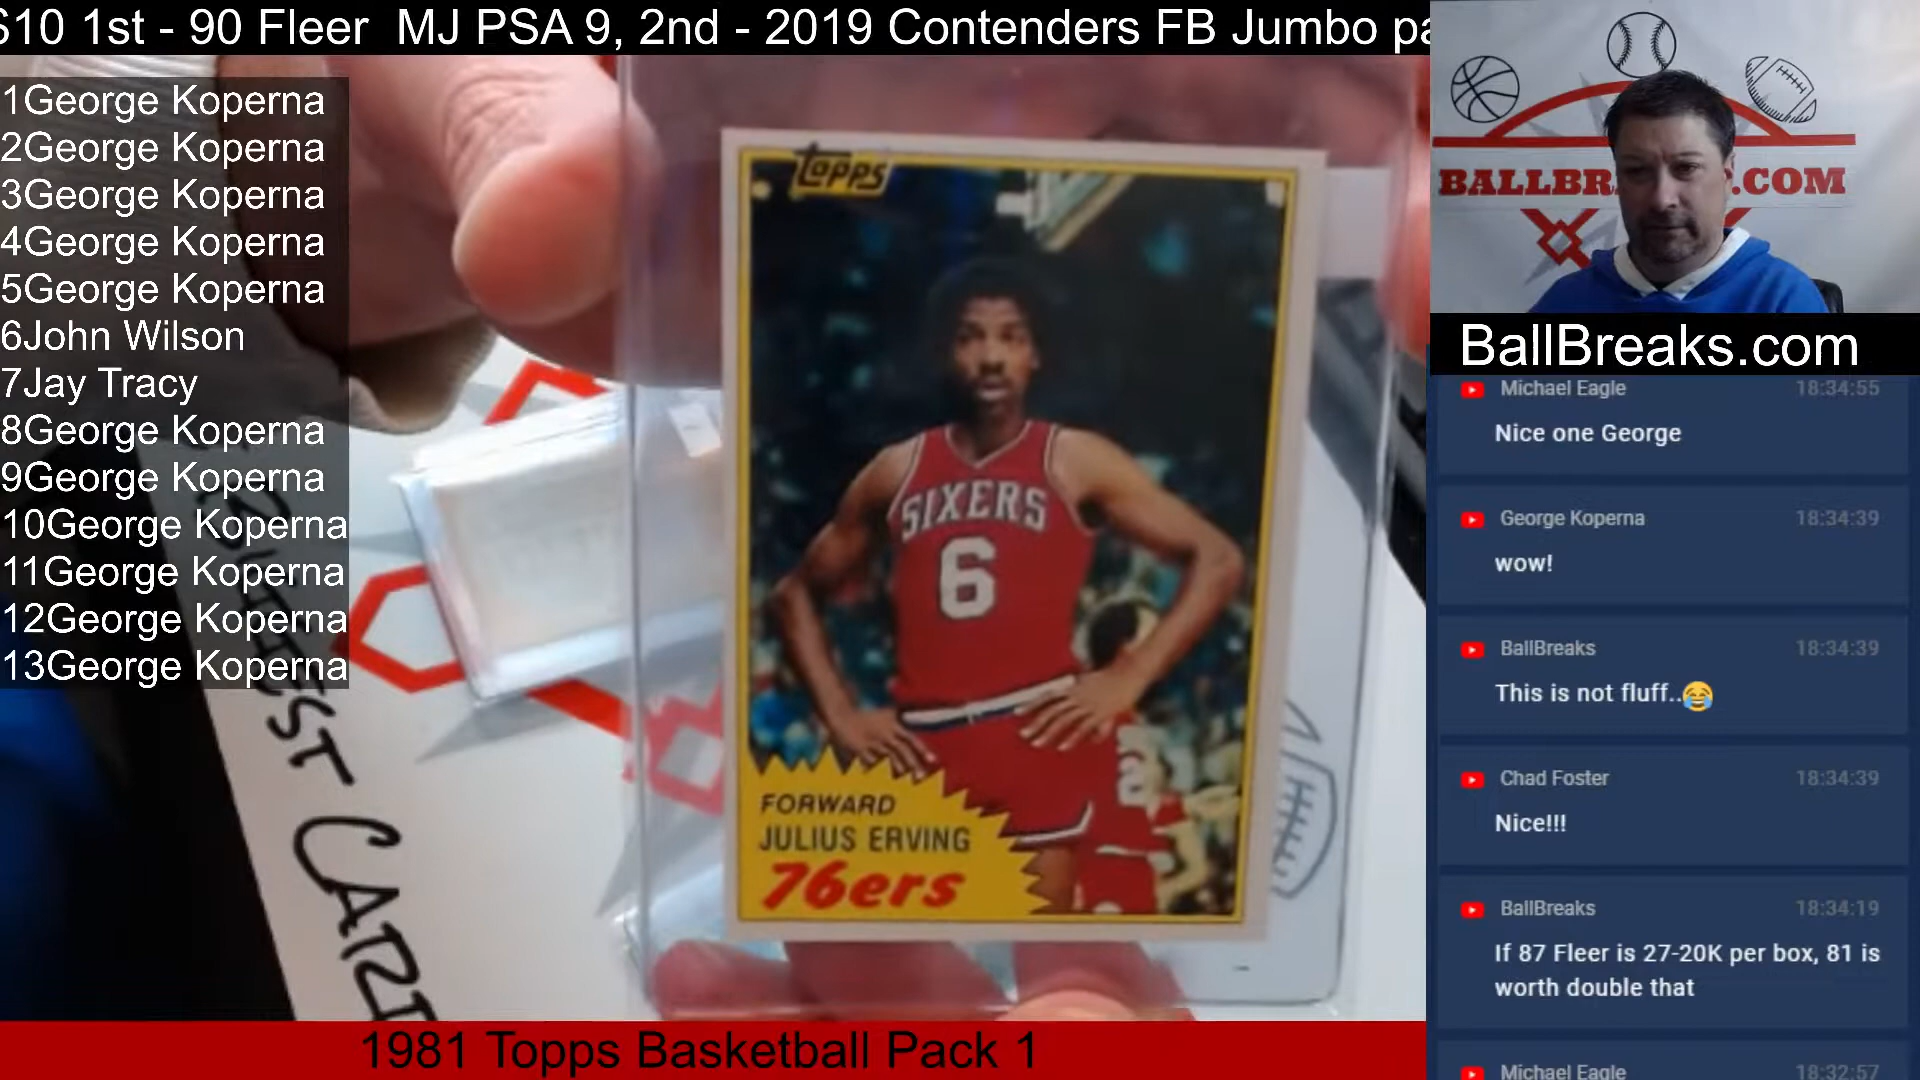 $10 1st - 90 Fleer MJ PSA 9, 2nd - 2019 Contenders FB Jumbo pa
1George Koperna
2George Koperna
3George Koperna
4George Koperna
5George Koperna
6John Wilson
7Jay Tracy
8George Koperna
9George Koperna
10George Koperna
11George Koperna
12George Koperna
13George Koperna
Topps
SIXERS
6
FORWARD
JULIUS ERVING
76ers
1981 Topps Basketball Pack 1
BALLBR .COM
BallBreaks.com
Michael Eagle 18:34:55
Nice one George
George Koperna 18:34:39
wow!
BallBreaks 18:34:39
This is not fluff..😂
Chad Foster 18:34:39
Nice!!!
BallBreaks 18:34:19
If 87 Fleer is 27-20K per box, 81 is
worth double that
Michael Eagle 18:32:57